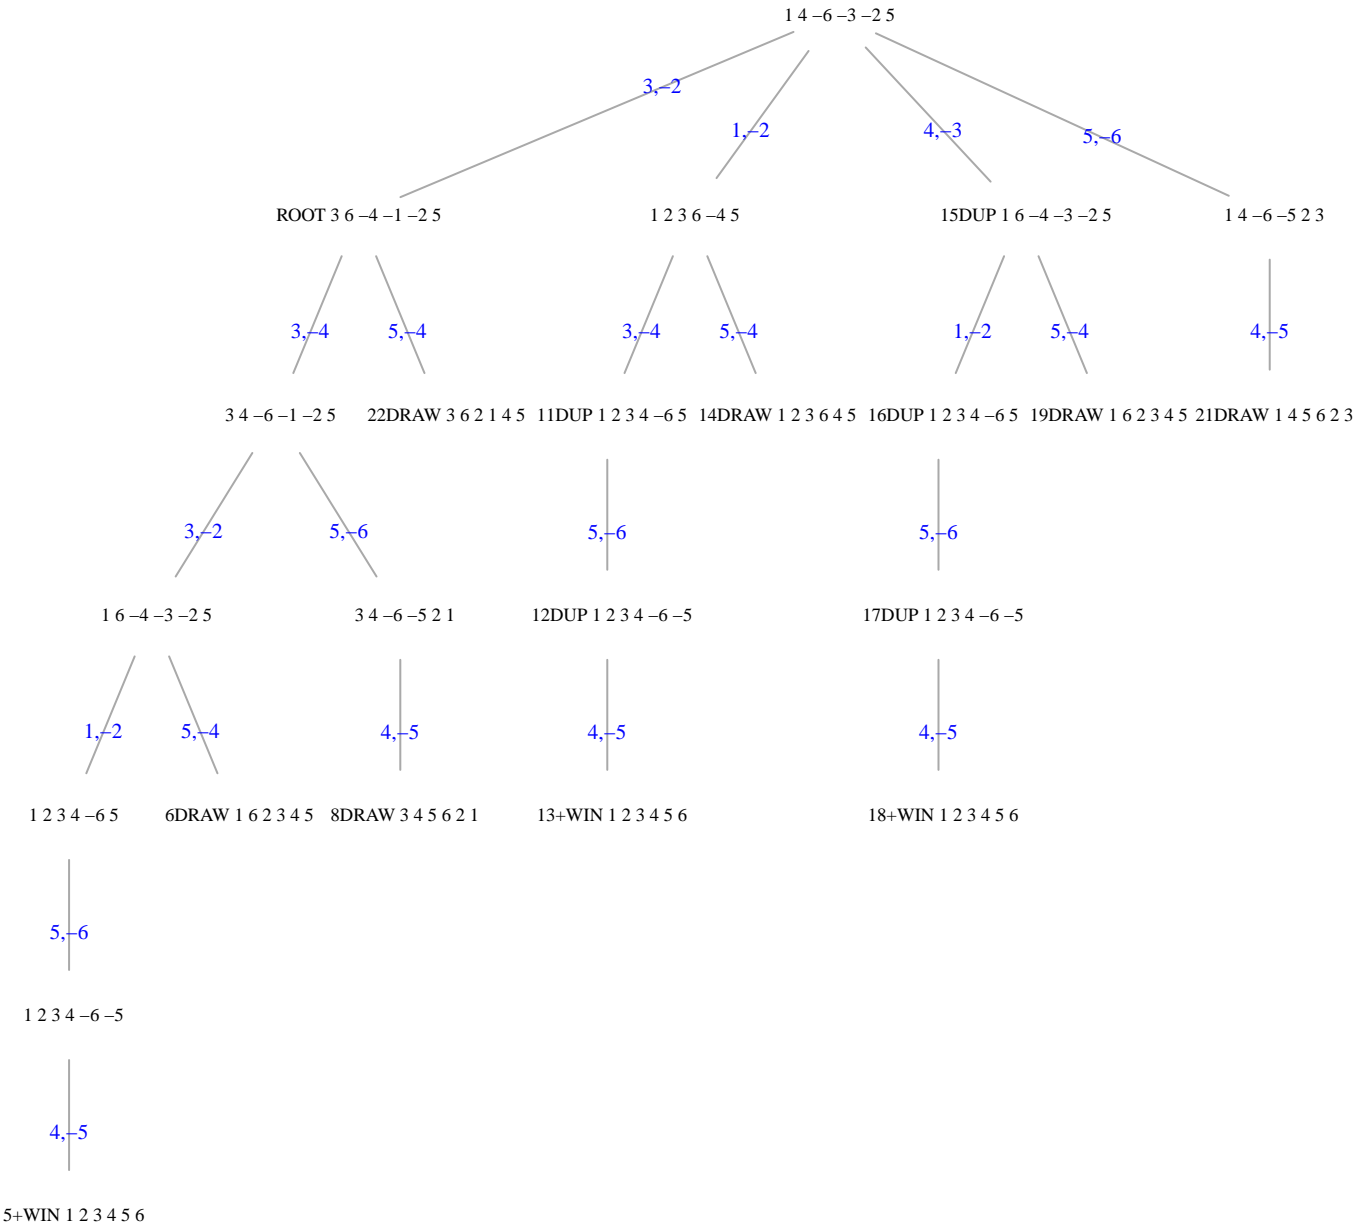 1 4 –6 –3 –2 5
3,–2
1,–2
4,–3
5,–6
ROOT 3 6 –4 –1 –2 5
1 2 3 6 –4 5
15DUP 1 6 –4 –3 –2 5
1 4 –6 –5 2 3
3,–4
5,–4
3,–4
5,–4
1,–2
5,–4
4,–5
3 4 –6 –1 –2 5
22DRAW 3 6 2 1 4 5
11DUP 1 2 3 4 –6 5
14DRAW 1 2 3 6 4 5
16DUP 1 2 3 4 –6 5
19DRAW 1 6 2 3 4 5
21DRAW 1 4 5 6 2 3
3,–2
5,–6
5,–6
5,–6
1 6 –4 –3 –2 5
3 4 –6 –5 2 1
12DUP 1 2 3 4 –6 –5
17DUP 1 2 3 4 –6 –5
1,–2
5,–4
4,–5
4,–5
4,–5
1 2 3 4 –6 5
6DRAW 1 6 2 3 4 5
8DRAW 3 4 5 6 2 1
13+WIN 1 2 3 4 5 6
18+WIN 1 2 3 4 5 6
5,–6
1 2 3 4 –6 –5
4,–5
5+WIN 1 2 3 4 5 6